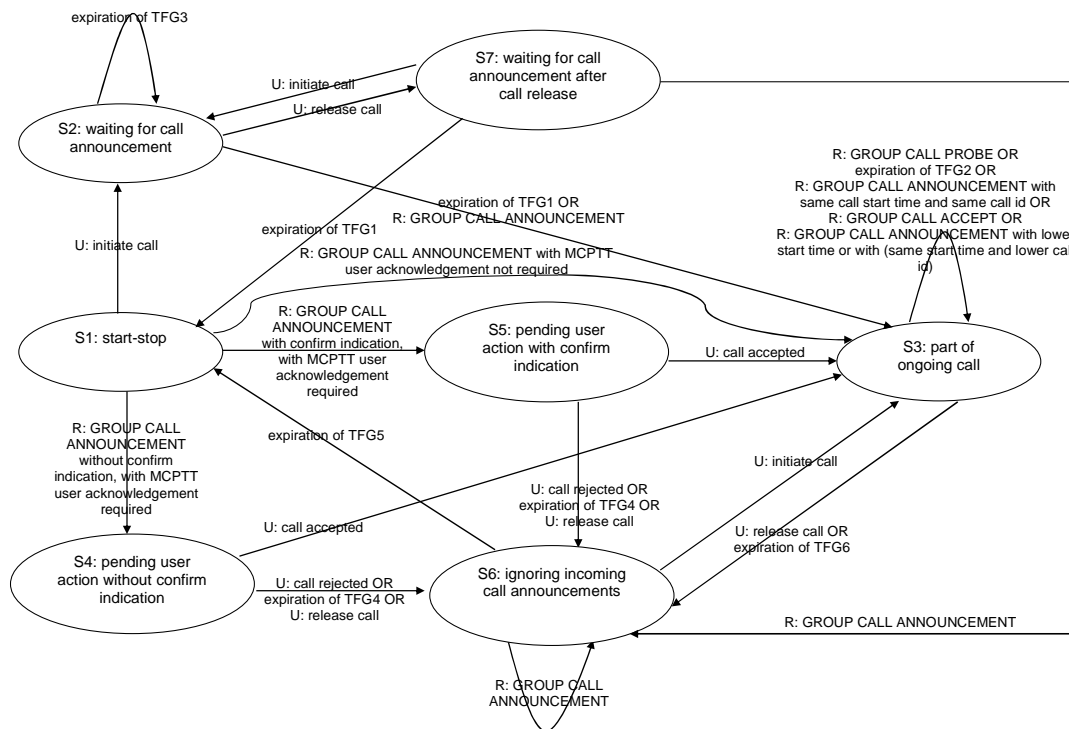 expiration of TFG3
S7: waiting for call
announcement after
call release
U: initiate call
U: release call
S2: waiting for call
announcement
R: GROUP CALL PROBE OR
expiration of TFG2 OR
R: GROUP CALL ANNOUNCEMENT with
same call start time and same call id OR
R: GROUP CALL ACCEPT OR
R: GROUP CALL ANNOUNCEMENT with lower
start time or with (same start time and lower call
id)
expiration of TFG1 OR
R: GROUP CALL ANNOUNCEMENT
expiration of TFG1
U: initiate call
R: GROUP CALL ANNOUNCEMENT with MCPTT
user acknowledgement not required
S1: start-stop
R: GROUP CALL
ANNOUNCEMENT
with confirm indication,
with MCPTT user
acknowledgement
required
S5: pending user
action with confirm
indication
U: call accepted
S3: part of
ongoing call
R: GROUP CALL
ANNOUNCEMENT
without confirm
indication, with MCPTT
user acknowledgement
required
expiration of TFG5
U: initiate call
U: call rejected OR
expiration of TFG4 OR
U: release call
U: call accepted
U: release call OR
expiration of TFG6
S4: pending user
action without confirm
indication
U: call rejected OR
expiration of TFG4 OR
U: release call
S6: ignoring incoming
call announcements
R: GROUP CALL ANNOUNCEMENT
R: GROUP CALL
ANNOUNCEMENT